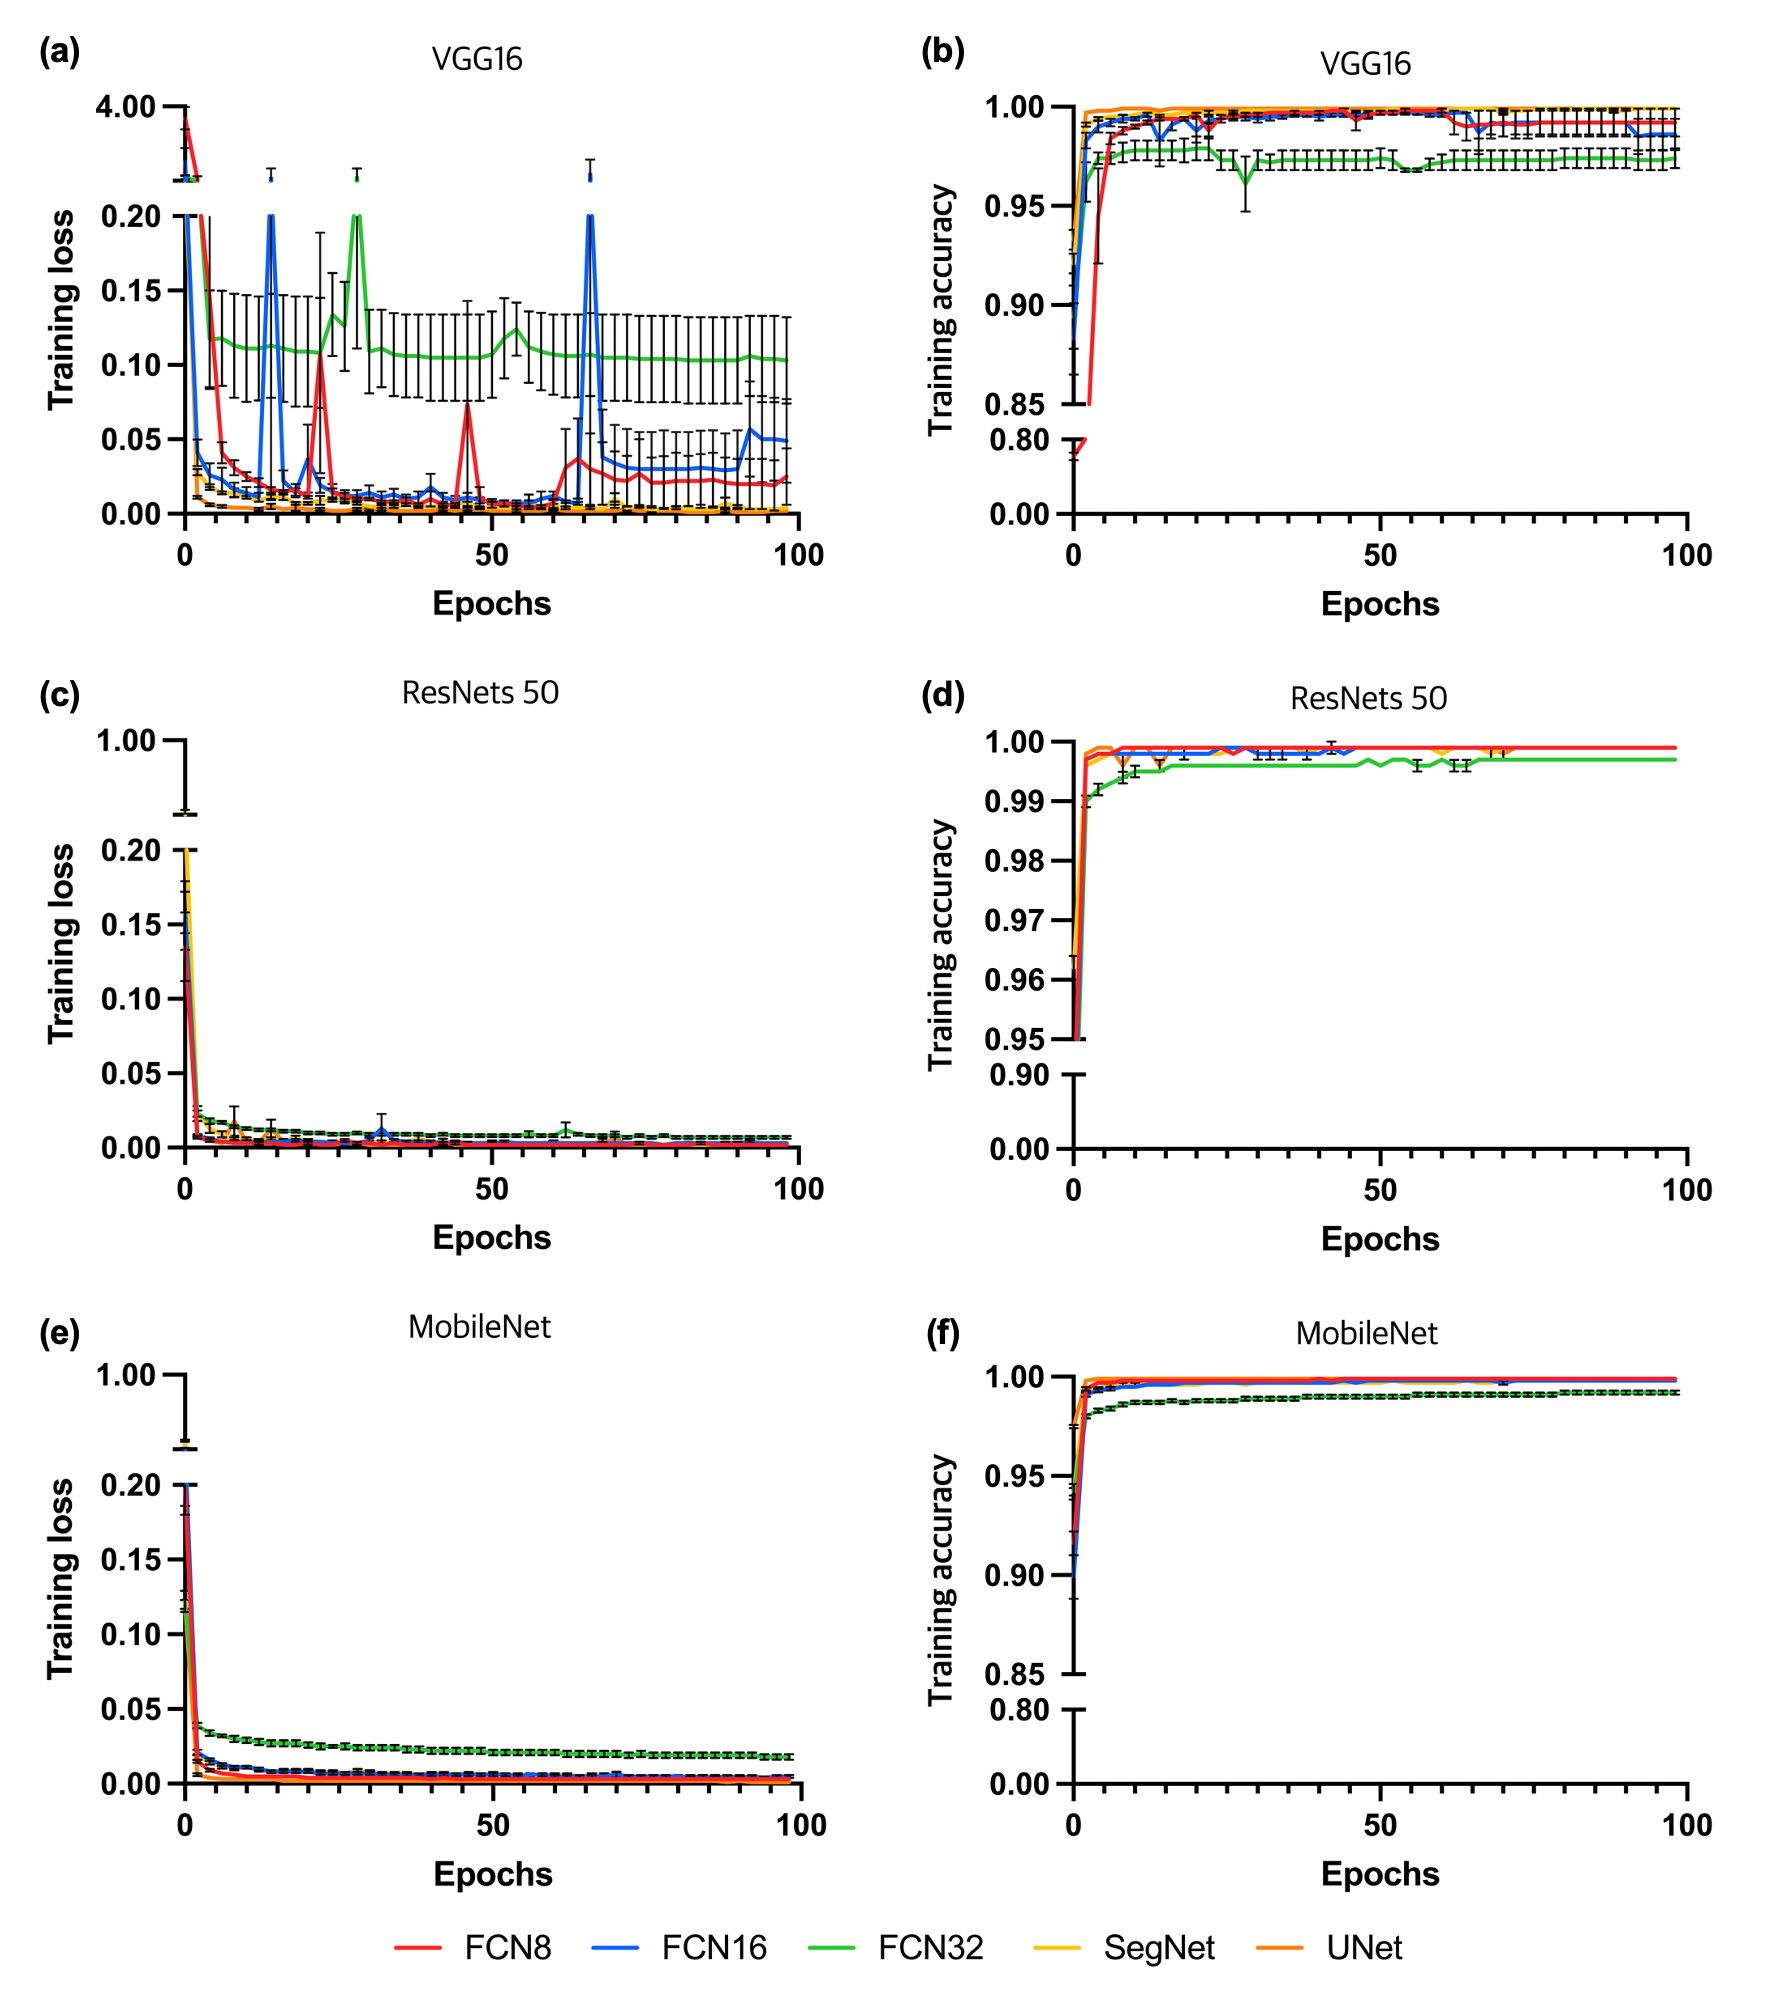 (a) VGG16
4.00
0.20
0.15
0.10
0.05
0.00
Training loss
0 50 100
Epochs
(b) VGG16
1.00
0.95
0.90
0.85
0.80
0.00
Training accuracy
0 50 100
Epochs
(c) ResNets 50
1.00
0.20
0.15
0.10
0.05
0.00
Training loss
0 50 100
Epochs
(d) ResNets 50
1.00
0.99
0.98
0.97
0.96
0.95
0.90
0.00
Training accuracy
0 50 100
Epochs
(e) MobileNet
1.00
0.20
0.15
0.10
0.05
0.00
Training loss
0 50 100
Epochs
(f) MobileNet
1.00
0.95
0.90
0.85
0.80
0.00
Training accuracy
0 50 100
Epochs
FCN8 FCN16 FCN32 SegNet UNet